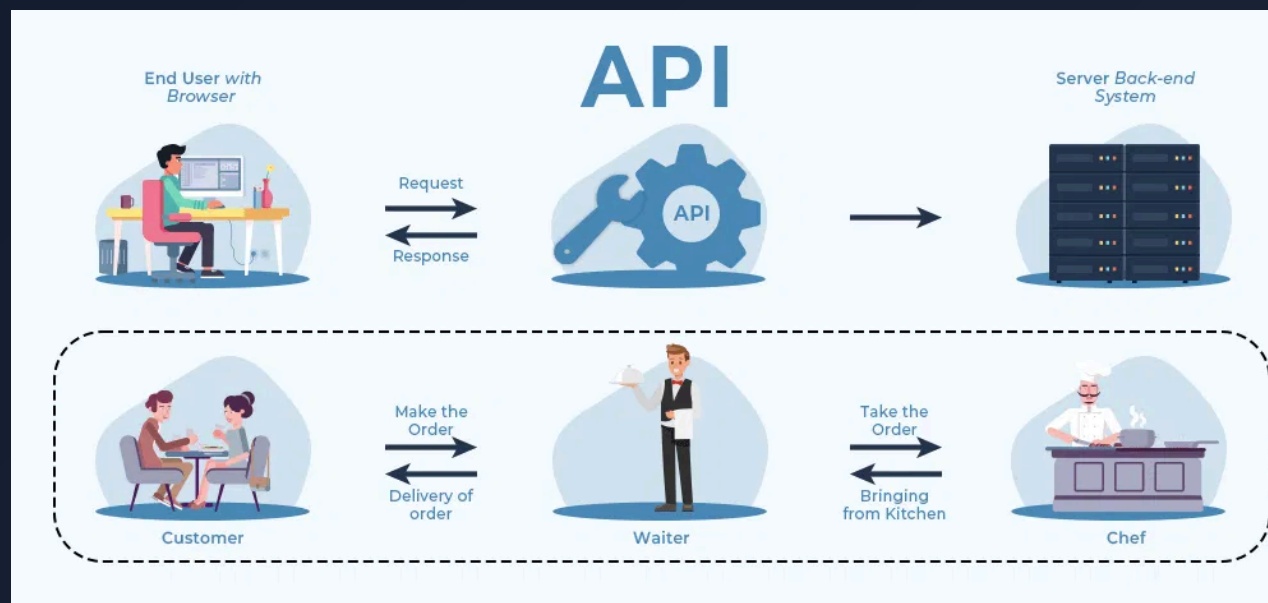 API
End User with
Browser
Server Back-end
System
Request
API
Response
Make the
Order
Take the
Order
Delivery of
order
Bringing
from Kitchen
Customer
Waiter
Chef